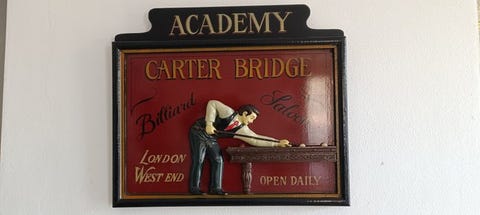 ACADEMY
CARTER BRIDGE
Billiard Saloon
LONDON
WEST END
OPEN DAILY